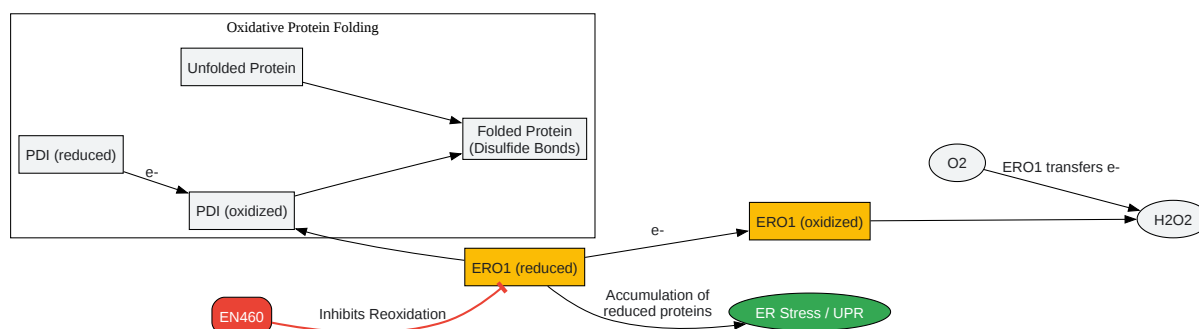 Oxidative Protein Folding
Unfolded Protein
Folded Protein
(Disulfide Bonds)
PDI (reduced)
e-
PDI (oxidized)
O2
ERO1 transfers e-
ERO1 (oxidized)
H2O2
e-
ERO1 (reduced)
Accumulation of
reduced proteins
EN460
Inhibits Reoxidation
ER Stress / UPR